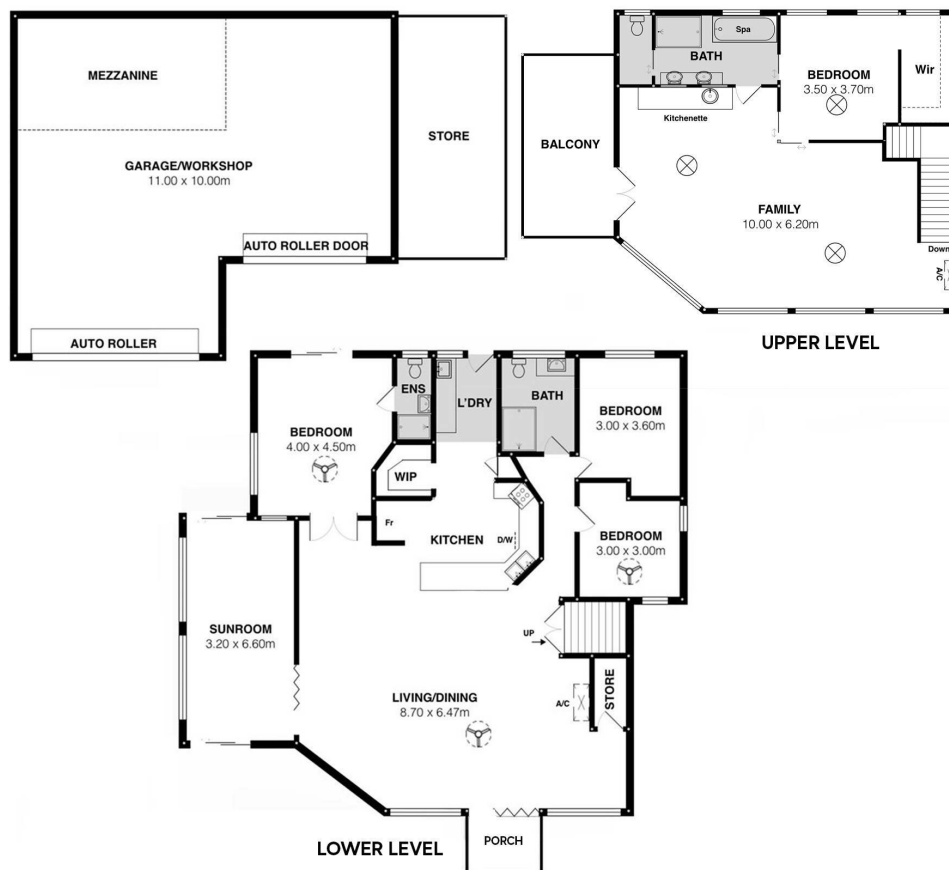 MEZZANINE
GARAGE/WORKSHOP
11.00 x 10.00m
AUTO ROLLER DOOR
AUTO ROLLER
STORE
Spa
BATH
BEDROOM
3.50 x 3.70m
Wir
Kitchenette
BALCONY
FAMILY
10.00 x 6.20m
Down
A/C
UPPER LEVEL
ENS
L'DRY
BATH
BEDROOM
3.00 x 3.60m
BEDROOM
4.00 x 4.50m
WIP
Fr
KITCHEN
D/W
BEDROOM
3.00 x 3.00m
SUNROOM
3.20 x 6.60m
UP
LIVING/DINING
8.70 x 6.47m
A/C
STORE
LOWER LEVEL
PORCH